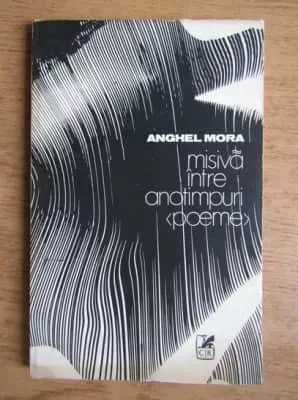 ANGHEL MORA
misivă
între
anotimpuri
<poeme>
CR